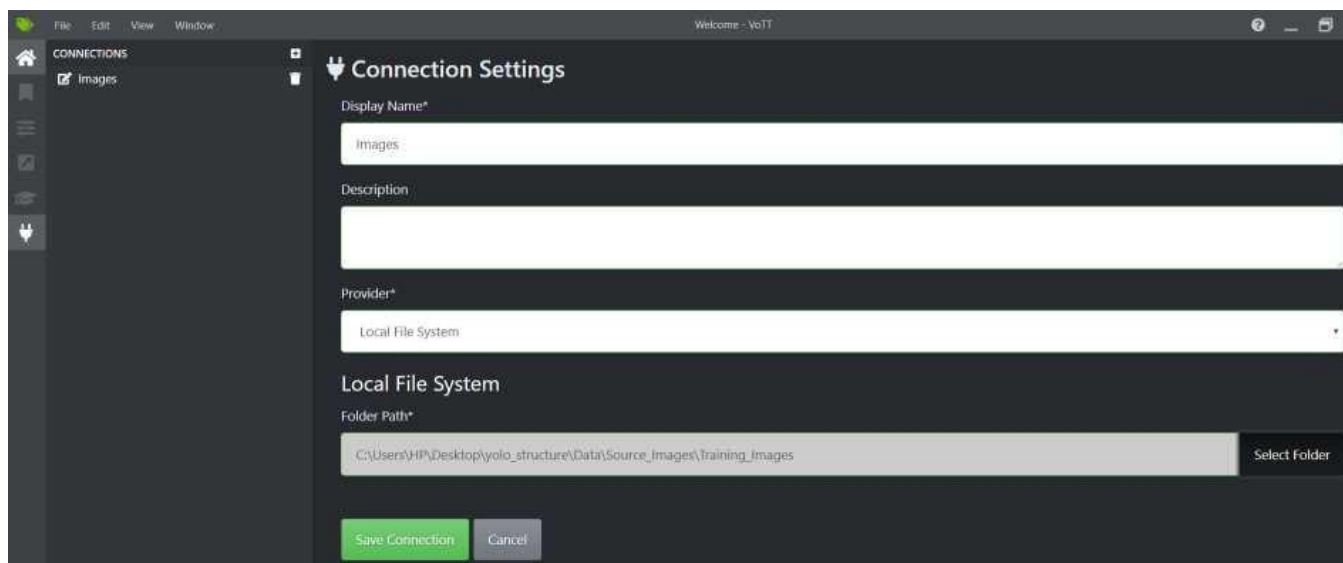 File Edit View Window
Welcome - VoTT
CONNECTIONS
Images
Connection Settings
Display Name*
Images
Description
Provider*
Local File System
Local File System
Folder Path*
C:\Users\HP\Desktop\yolo_structure\Data\Source_Images\Training_Images
Select Folder
Save Connection
Cancel